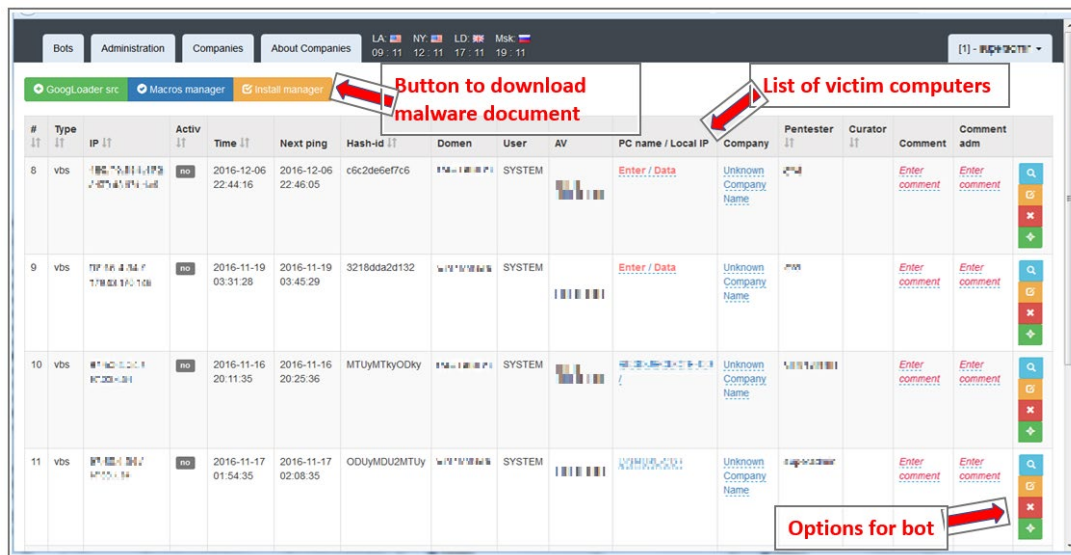 Bots Administration Companies About Companies LA: NY: LD: Msk:
09 : 11 12 : 11 17 : 11 19 : 11
[1] -
GoogLoader src Macros manager Install manager
Button to download
malware document
List of victim computers
# Type IP Activ Time Next ping Hash-id Domen User AV PC name / Local IP Company Pentester Curator Comment Comment adm
8 vbs no 2016-12-06 22:44:16 2016-12-06 22:46:05 c6c2de6ef7c6 SYSTEM Enter / Data Unknown Company Name Enter comment Enter comment
9 vbs no 2016-11-19 03:31:28 2016-11-19 03:45:29 3218dda2d132 SYSTEM Enter / Data Unknown Company Name Enter comment Enter comment
10 vbs no 2016-11-16 20:11:35 2016-11-16 20:25:36 MTUyMTkyODky SYSTEM / Unknown Company Name Enter comment Enter comment
11 vbs no 2016-11-17 01:54:35 2016-11-17 02:08:35 ODUyMDU2MTUy SYSTEM Unknown Company Name Enter comment Enter comment
Options for bot